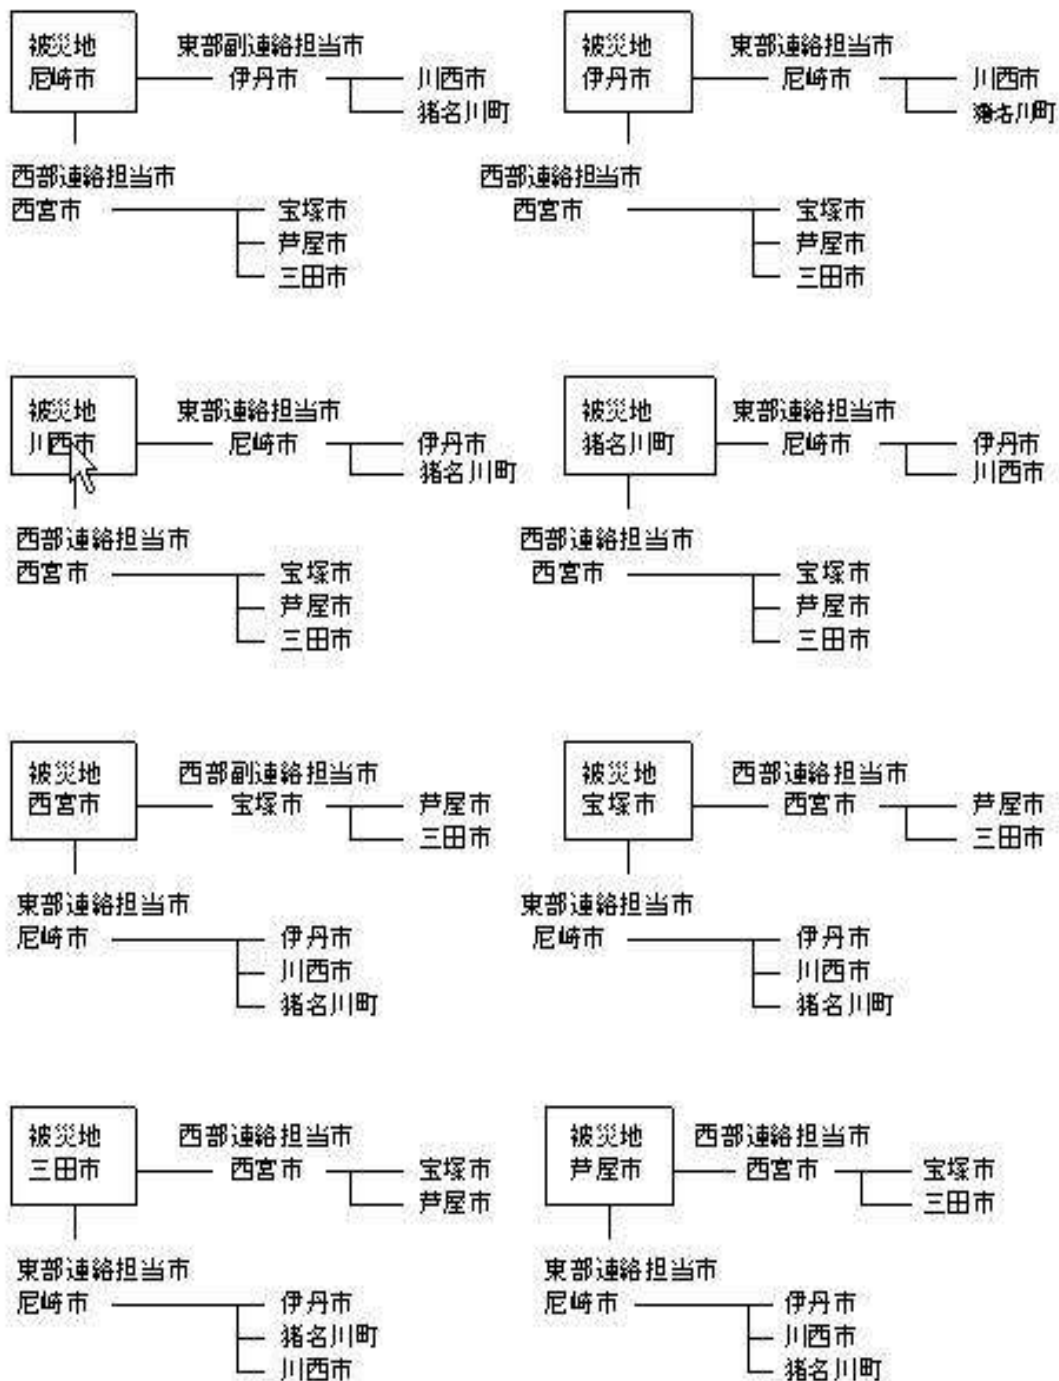 被災地
尼崎市
東部副連絡担当市
伊丹市
川西市
猪名川町
西部連絡担当市
西宮市
宝塚市
芦屋市
三田市
被災地
伊丹市
東部連絡担当市
尼崎市
川西市
猪名川町
西部連絡担当市
西宮市
宝塚市
芦屋市
三田市
被災地
川西市
東部連絡担当市
尼崎市
伊丹市
猪名川町
西部連絡担当市
西宮市
宝塚市
芦屋市
三田市
被災地
猪名川町
東部連絡担当市
尼崎市
伊丹市
川西市
西部連絡担当市
西宮市
宝塚市
芦屋市
三田市
被災地
西宮市
西部副連絡担当市
宝塚市
芦屋市
三田市
東部連絡担当市
尼崎市
伊丹市
川西市
猪名川町
被災地
宝塚市
西部連絡担当市
西宮市
芦屋市
三田市
東部連絡担当市
尼崎市
伊丹市
川西市
猪名川町
被災地
三田市
西部連絡担当市
西宮市
宝塚市
芦屋市
東部連絡担当市
尼崎市
伊丹市
猪名川町
川西市
被災地
芦屋市
西部連絡担当市
西宮市
宝塚市
三田市
東部連絡担当市
尼崎市
伊丹市
川西市
猪名川町